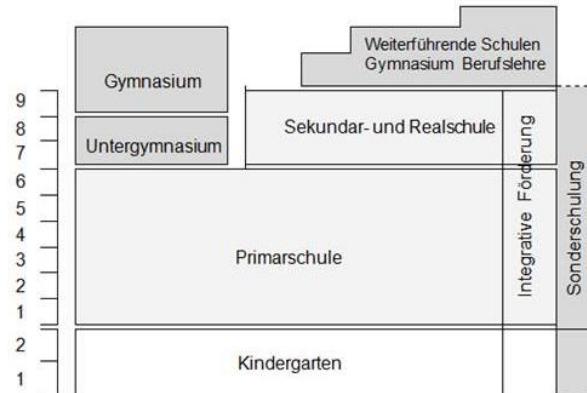 Weiterführende Schulen
Gymnasium Berufslehre
Gymnasium
9
Sekundar- und Realschule
8
Untergymnasium
7
6
5
4
Primarschule
3
2
1
Integrative Förderung
Sonderschulung
2
Kindergarten
1